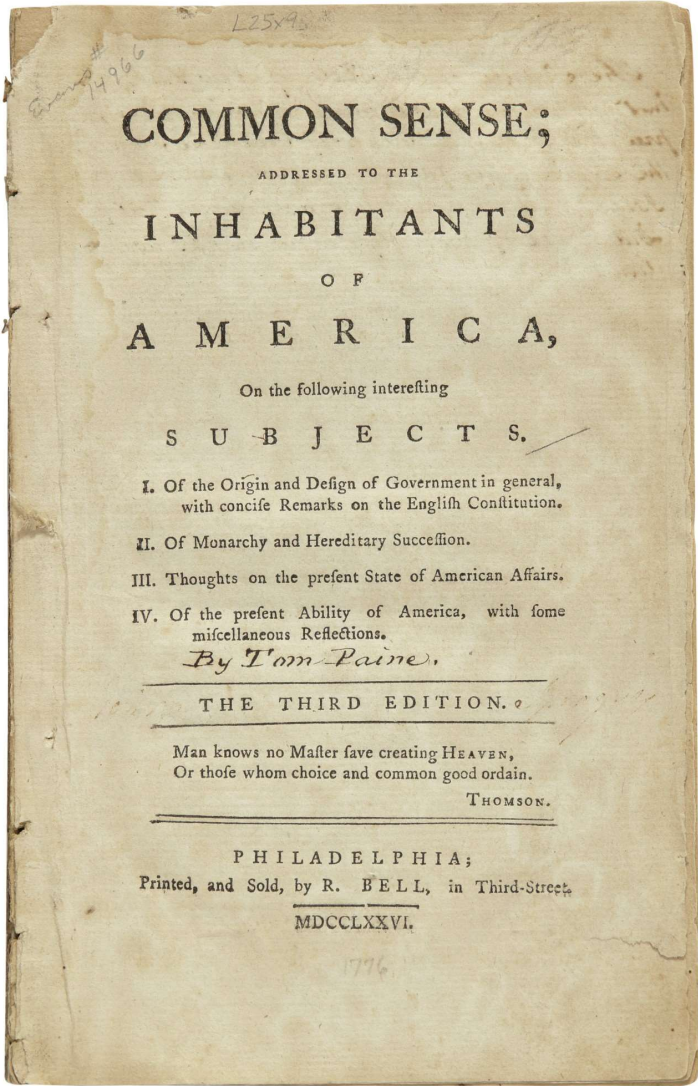 L25x9
Evans #
14966
COMMON SENSE;
ADDRESSED TO THE
INHABITANTS
OF
AMERICA,
On the following intereſting
SUBJECTS.
I. Of the Origin and Deſign of Government in general,
with conciſe Remarks on the Engliſh Conſtitution.
II. Of Monarchy and Hereditary Succeſſion.
III. Thoughts on the preſent State of American Affairs.
IV. Of the preſent Ability of America, with ſome
miſcellaneous Reflections.
By Tom Paine.
THE THIRD EDITION.
Man knows no Maſter ſave creating HEAVEN,
Or thoſe whom choice and common good ordain.
THOMSON.
PHILADELPHIA;
Printed, and Sold, by R. BELL, in Third-Street.
MDCCLXXVI.
1776